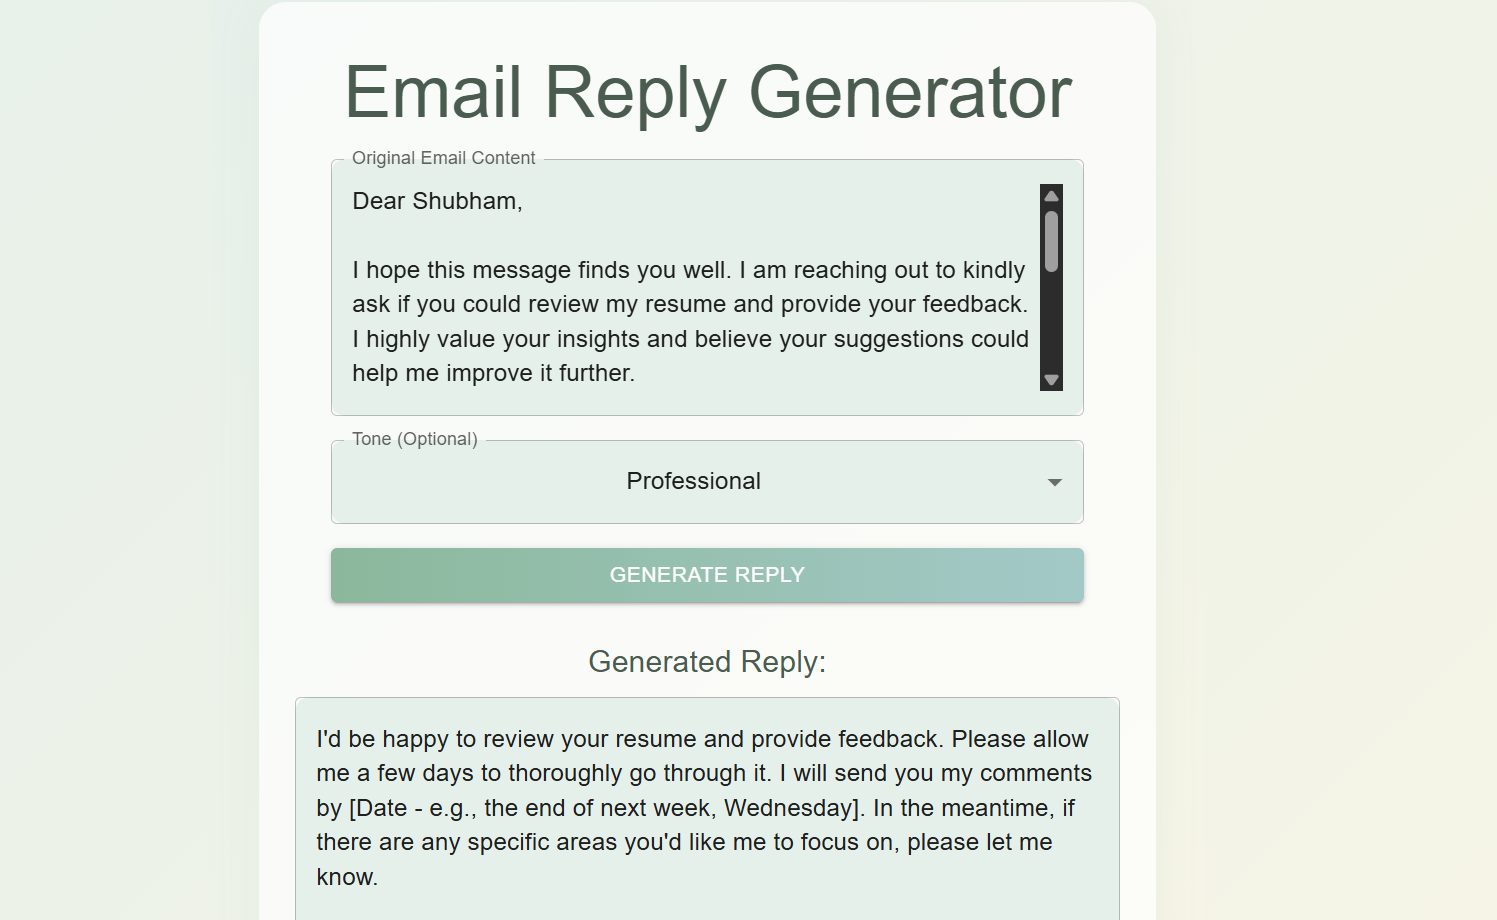 Email Reply Generator
Original Email Content
Dear Shubham,
I hope this message finds you well. I am reaching out to kindly
ask if you could review my resume and provide your feedback.
I highly value your insights and believe your suggestions could
help me improve it further.
Tone (Optional)
Professional
GENERATE REPLY
Generated Reply:
I'd be happy to review your resume and provide feedback. Please allow
me a few days to thoroughly go through it. I will send you my comments
by [Date - e.g., the end of next week, Wednesday]. In the meantime, if
there are any specific areas you'd like me to focus on, please let me
know.